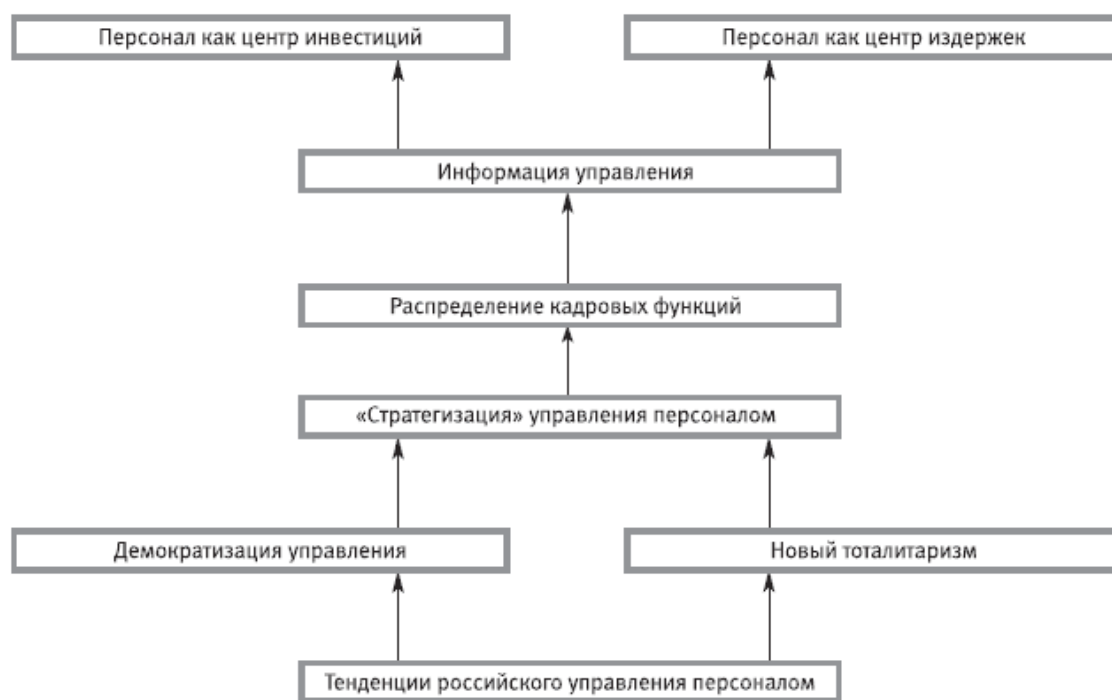 Персонал как центр инвестиций
Персонал как центр издержек
Информация управления
Распределение кадровых функций
«Стратегизация» управления персоналом
Демократизация управления
Новый тоталитаризм
Тенденции российского управления персоналом